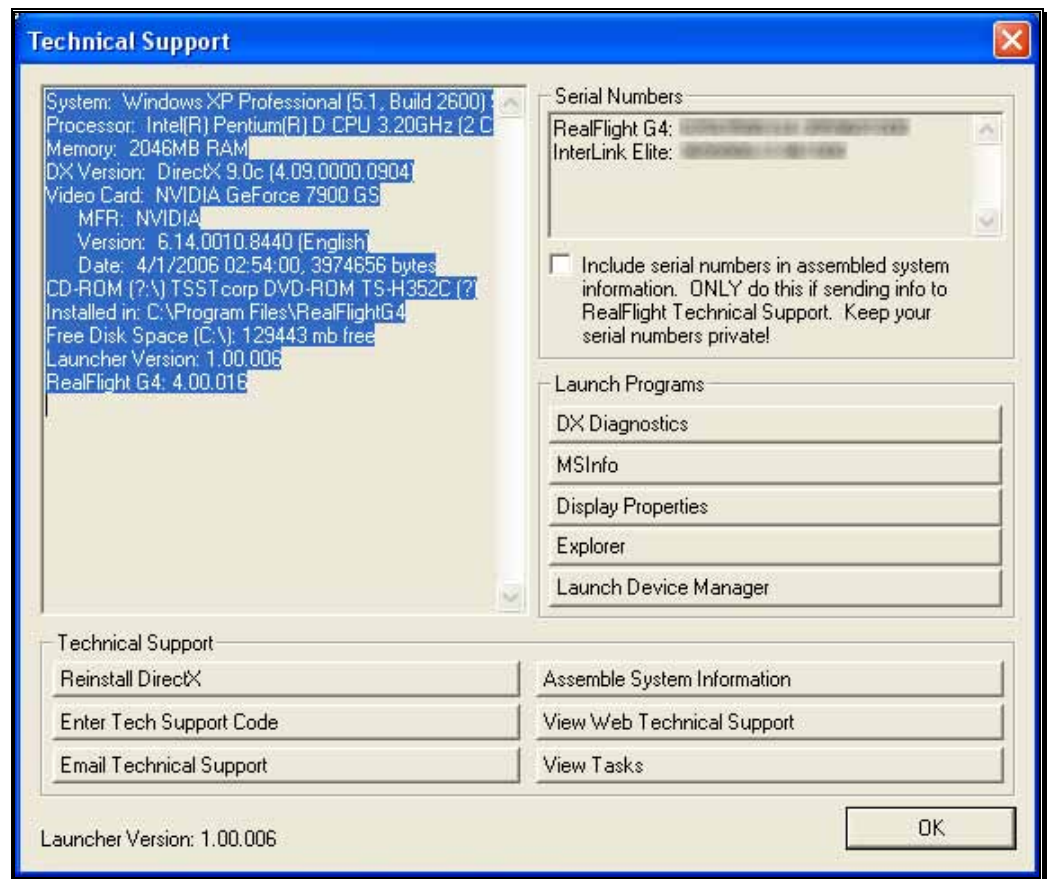 Technical Support
System: Windows XP Professional (5.1, Build 2600)
Processor: Intel(R) Pentium(R) D CPU 3.20GHz (2 C
Memory: 2046MB RAM
DX Version: DirectX 9.0c (4.09.0000.0904)
Video Card: NVIDIA GeForce 7900 GS
MFR: NVIDIA
Version: 6.14.0010.8440 (English)
Date: 4/1/2006 02:54:00, 3974656 bytes
CD-ROM (?:\) TSSTcorp DVD-ROM TS-H352C (?
Installed in: C:\Program Files\RealFlightG4
Free Disk Space (C:\): 129443 mb free
Launcher Version: 1.00.006
RealFlight G4: 4.00.016
Serial Numbers
RealFlight G4:
InterLink Elite:
Include serial numbers in assembled system
information. ONLY do this if sending info to
RealFlight Technical Support. Keep your
serial numbers private!
Launch Programs
DX Diagnostics
MSInfo
Display Properties
Explorer
Launch Device Manager
Technical Support
Reinstall DirectX
Assemble System Information
Enter Tech Support Code
View Web Technical Support
Email Technical Support
View Tasks
Launcher Version: 1.00.006
OK